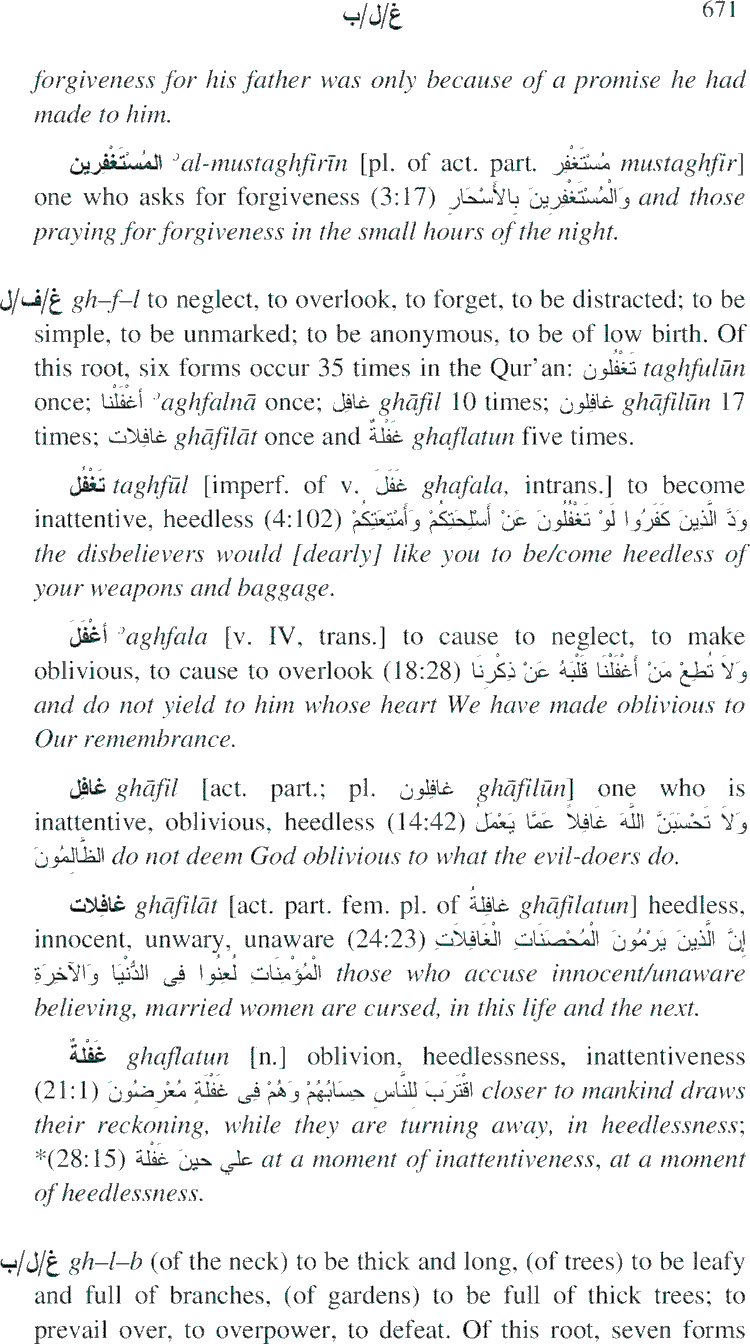 غ/ل/ب 671
forgiveness for his father was only because of a promise he had
made to him.
المُسْتَغْفِرين ʾal-mustaghfirīn [pl. of act. part. مُسْتَغْفِر mustaghfir]
one who asks for forgiveness (3:17) وَالْمُسْتَغْفِرِينَ بِالأَسْحَارِ and those
praying for forgiveness in the small hours of the night.
غ/ف/ل gh–f–l to neglect, to overlook, to forget, to be distracted; to be
simple, to be unmarked; to be anonymous, to be of low birth. Of
this root, six forms occur 35 times in the Qur’an: تَغْفُلون taghfulūn
once; أغْفَلْنا ʾaghfalnā once; غافِل ghāfil 10 times; غافِلون ghāfilūn 17
times; غافِلات ghāfilāt once and غَفْلةٌ ghaflatun five times.
تَغْفُل taghfūl [imperf. of v. غَفَلَ ghafala, intrans.] to become
inattentive, heedless (4:102) وَدَّ الَّذِينَ كَفَرُوا لَوْ تَغْفُلُونَ عَنْ أَسْلِحَتِكُمْ وَأَمْتِعَتِكُمْ
the disbelievers would [dearly] like you to be/come heedless of
your weapons and baggage.
أغْفَلَ ʾaghfala [v. IV, trans.] to cause to neglect, to make
oblivious, to cause to overlook (18:28) وَلاَ تُطِعْ مَنْ أَغْفَلْنَا قَلْبَهُ عَنْ ذِكْرِنَا
and do not yield to him whose heart We have made oblivious to
Our remembrance.
غافِل ghāfil [act. part.; pl. غافِلون ghāfilūn] one who is
inattentive, oblivious, heedless (14:42) وَلاَ تَحْسَبَنَّ اللَّهَ غَافِلاً عَمَّا يَعْمَلُ
الظَّالِمُونَ do not deem God oblivious to what the evil-doers do.
غافِلات ghāfilāt [act. part. fem. pl. of غافِلةُ ghāfilatun] heedless,
innocent, unwary, unaware (24:23) إِنَّ الَّذِينَ يَرْمُونَ الْمُحْصَنَاتِ الْغَافِلاَتِ
الْمُؤْمِنَاتِ لُعِنُوا فِى الدُّنْيَا وَالآخِرَةِ those who accuse innocent/unaware
believing, married women are cursed, in this life and the next.
غَفْلةٌ ghaflatun [n.] oblivion, heedlessness, inattentiveness
(21:1) اقْتَرَبَ لِلنَّاسِ حِسَابُهُمْ وَهُمْ فِى غَفْلَةٍ مُعْرِضُونَ closer to mankind draws
their reckoning, while they are turning away, in heedlessness;
*(28:15) علي حينِ غَفْلَة at a moment of inattentiveness, at a moment
of heedlessness.
غ/ل/ب gh–l–b (of the neck) to be thick and long, (of trees) to be leafy
and full of branches, (of gardens) to be full of thick trees; to
prevail over, to overpower, to defeat. Of this root, seven forms